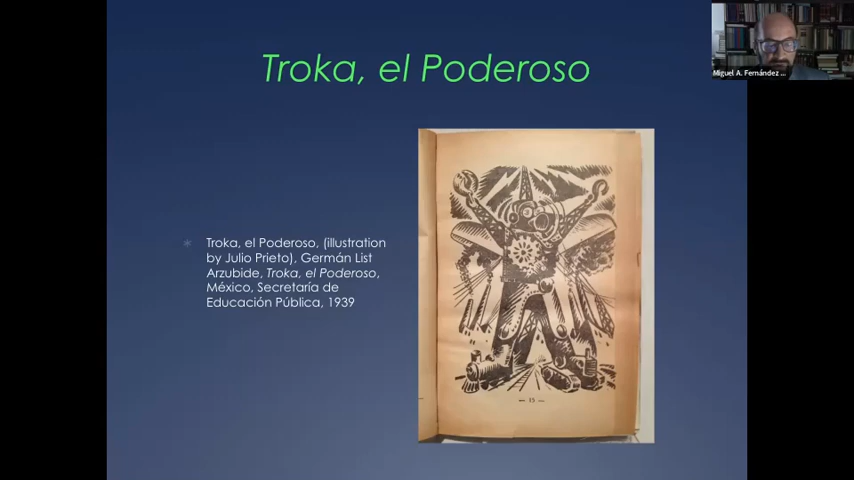 Troka, el Poderoso
Miguel A. Fernández ...
Troka, el Poderoso, (illustration
by Julio Prieto), Germán List
Arzubide, Troka, el Poderoso,
México, Secretaría de
Educación Pública, 1939
— 15 —